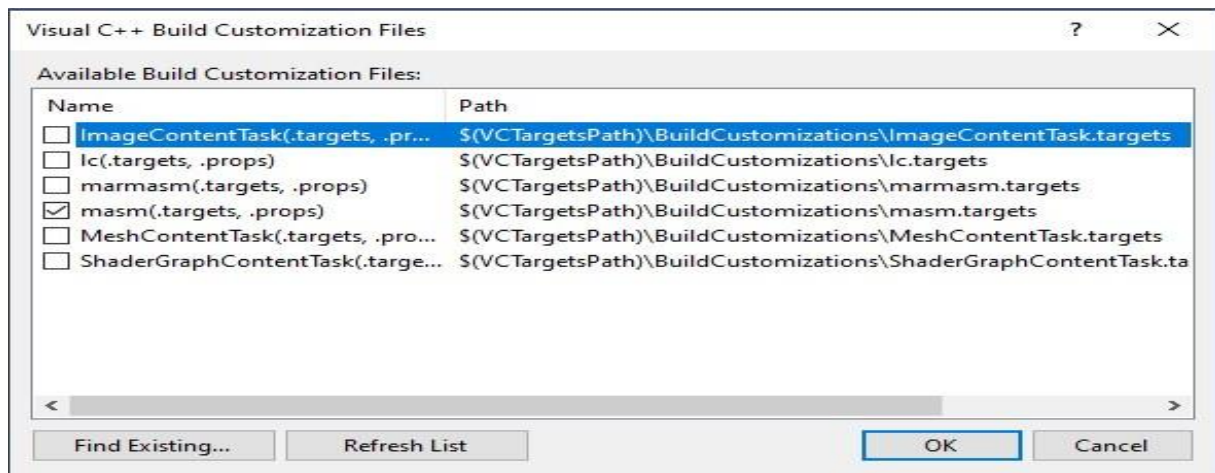 Visual C++ Build Customization Files ? ×
Available Build Customization Files:
Name Path
ImageContentTask(.targets, .pr... $(VCTargetsPath)\BuildCustomizations\ImageContentTask.targets
lc(.targets, .props) $(VCTargetsPath)\BuildCustomizations\lc.targets
marmasm(.targets, .props) $(VCTargetsPath)\BuildCustomizations\marmasm.targets
masm(.targets, .props) $(VCTargetsPath)\BuildCustomizations\masm.targets
MeshContentTask(.targets, .pro... $(VCTargetsPath)\BuildCustomizations\MeshContentTask.targets
ShaderGraphContentTask(.targe... $(VCTargetsPath)\BuildCustomizations\ShaderGraphContentTask.ta
Find Existing... Refresh List OK Cancel